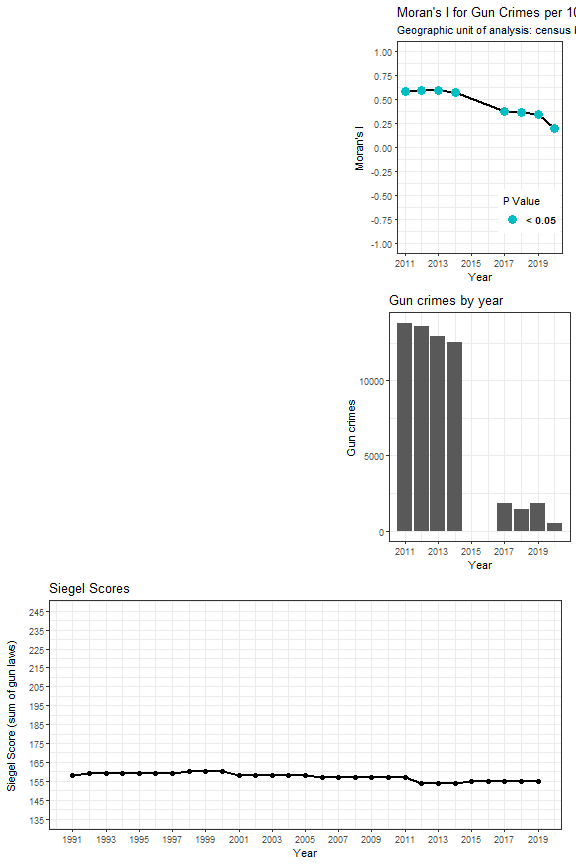 Moran's I for Gun Crimes per 10
Geographic unit of analysis: census
1.00
0.75
0.50
0.25
0.00
-0.25
-0.50
-0.75
-1.00
Moran's I
P Value
< 0.05
2011 2013 2015 2017 2019
Year
Gun crimes by year
10000
5000
0
Gun crimes
2011 2013 2015 2017 2019
Year
Siegel Scores
245
235
225
215
205
195
185
175
165
155
145
135
Siegel Score (sum of gun laws)
1991 1993 1995 1997 1999 2001 2003 2005 2007 2009 2011 2013 2015 2017 2019
Year